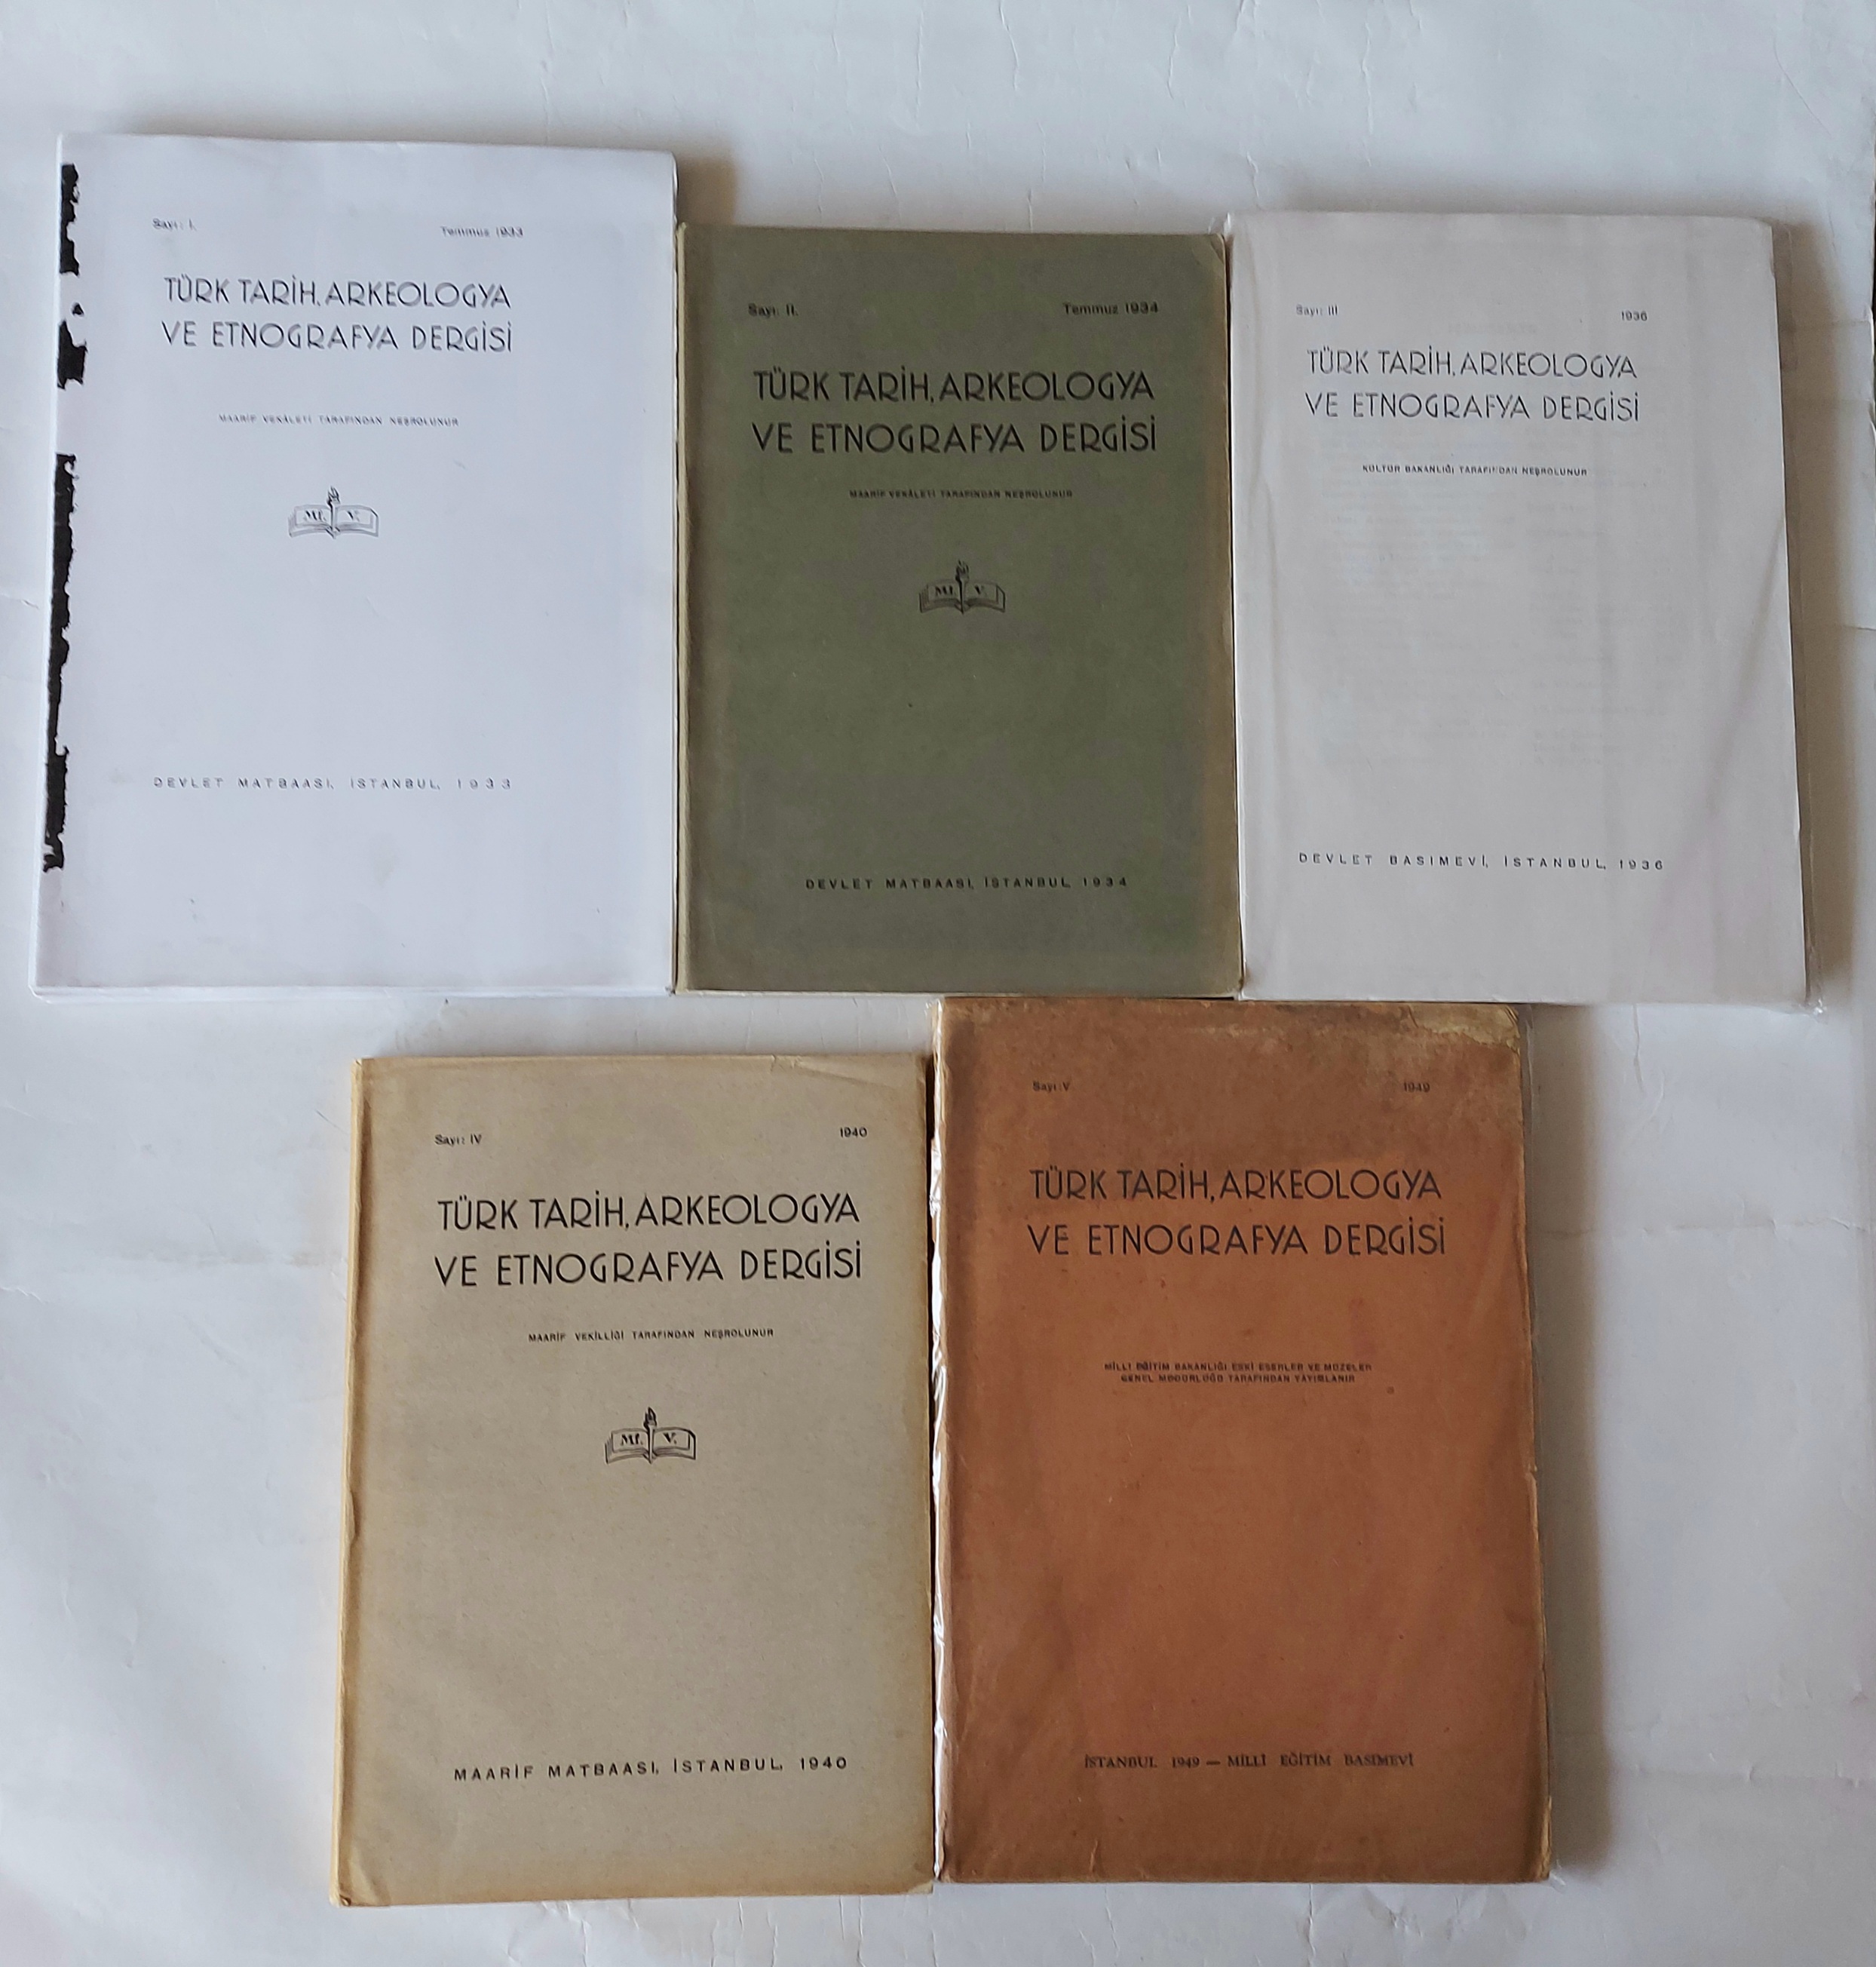 Sayı: I.
Temmuz 1933
TÜRK TARİH, ARKEOLOGYA
VE ETNOGRAFYA DERGİSİ
MAARİF VEKÂLETİ TARAFINDAN NEŞROLUNUR
Mf. V.
DEVLET MATBAASI, İSTANBUL, 1933
Sayı: II.
Temmuz 1934
TÜRK TARİH, ARKEOLOGYA
VE ETNOGRAFYA DERGİSİ
MAARİF VEKÂLETİ TARAFINDAN NEŞROLUNUR
Mf. V.
DEVLET MATBAASI, İSTANBUL, 1934
Sayı: III
1936
TÜRK TARİH, ARKEOLOGYA
VE ETNOGRAFYA DERGİSİ
KÜLTÜR BAKANLIĞI TARAFINDAN NEŞROLUNUR
DEVLET BASIMEVİ, İSTANBUL, 1936
Sayı: IV
1940
TÜRK TARİH, ARKEOLOGYA
VE ETNOGRAFYA DERGİSİ
MAARİF VEKİLLİĞİ TARAFINDAN NEŞROLUNUR
Mf. V.
MAARİF MATBAASI, İSTANBUL, 1940
Sayı: V
1949
TÜRK TARİH, ARKEOLOGYA
VE ETNOGRAFYA DERGİSİ
MİLLÎ EĞİTİM BAKANLIĞI ESKİ ESERLER VE MÜZELER
GENEL MÜDÜRLÜĞÜ TARAFINDAN YAYIMLANIR
İSTANBUL 1949 — MİLLÎ EĞİTİM BASIMEVİ